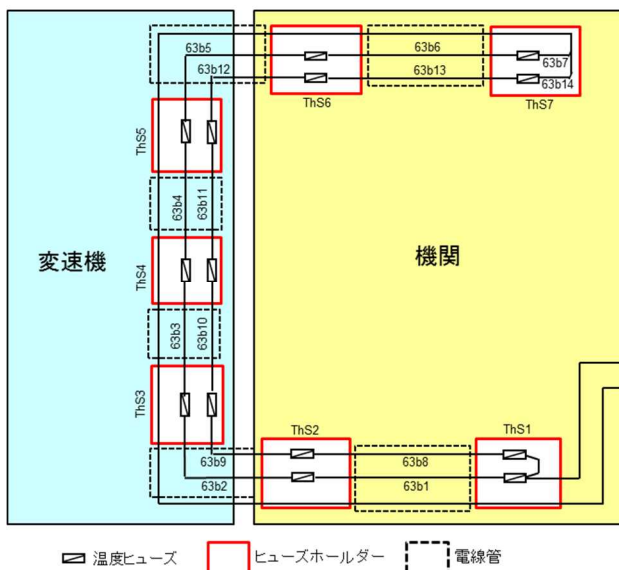 63b5
63b6
63b7
63b12
63b13
63b14
ThS6
ThS7
ThS5
63b4
63b11
変速機
機関
ThS4
63b3
63b10
ThS3
ThS2
ThS1
63b9
63b8
63b2
63b1
温度ヒューズ
ヒューズホールダー
電線管